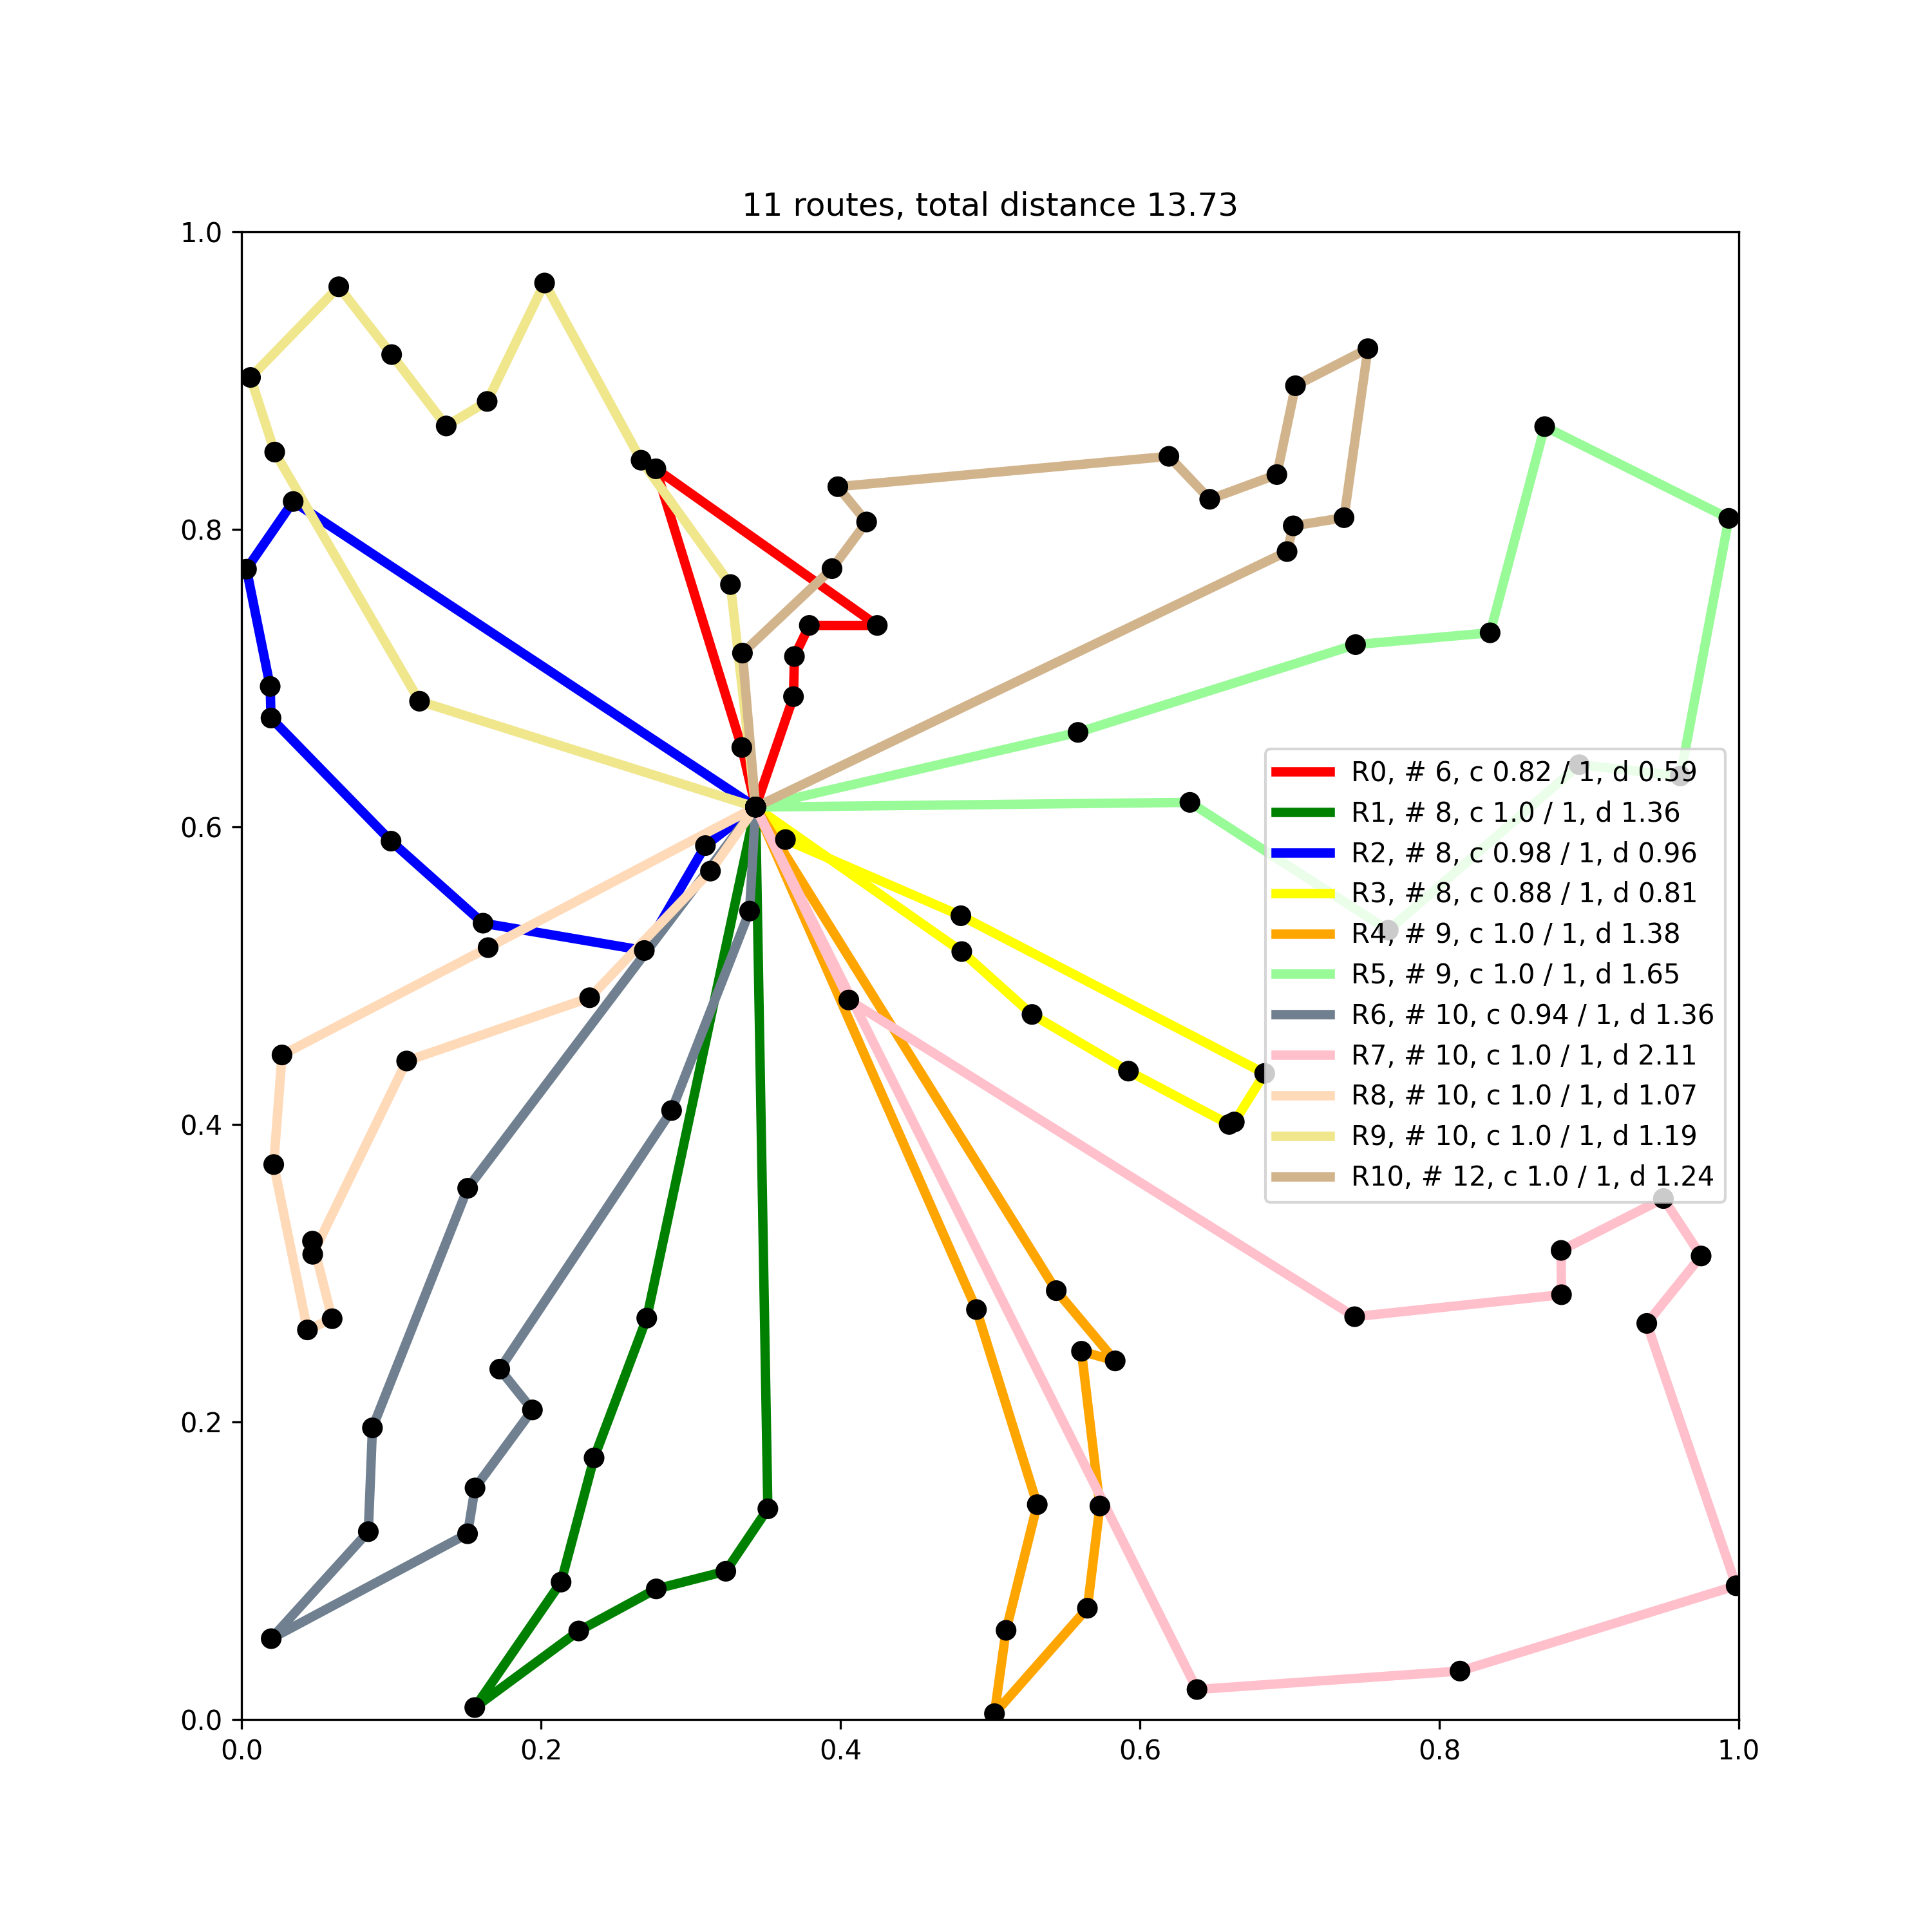 11 routes, total distance 13.73
1.0
0.8
0.6
0.4
0.2
0.0
0.0 0.2 0.4 0.6 0.8 1.0
R0, # 6, c 0.82 / 1, d 0.59
R1, # 8, c 1.0 / 1, d 1.36
R2, # 8, c 0.98 / 1, d 0.96
R3, # 8, c 0.88 / 1, d 0.81
R4, # 9, c 1.0 / 1, d 1.38
R5, # 9, c 1.0 / 1, d 1.65
R6, # 10, c 0.94 / 1, d 1.36
R7, # 10, c 1.0 / 1, d 2.11
R8, # 10, c 1.0 / 1, d 1.07
R9, # 10, c 1.0 / 1, d 1.19
R10, # 12, c 1.0 / 1, d 1.24